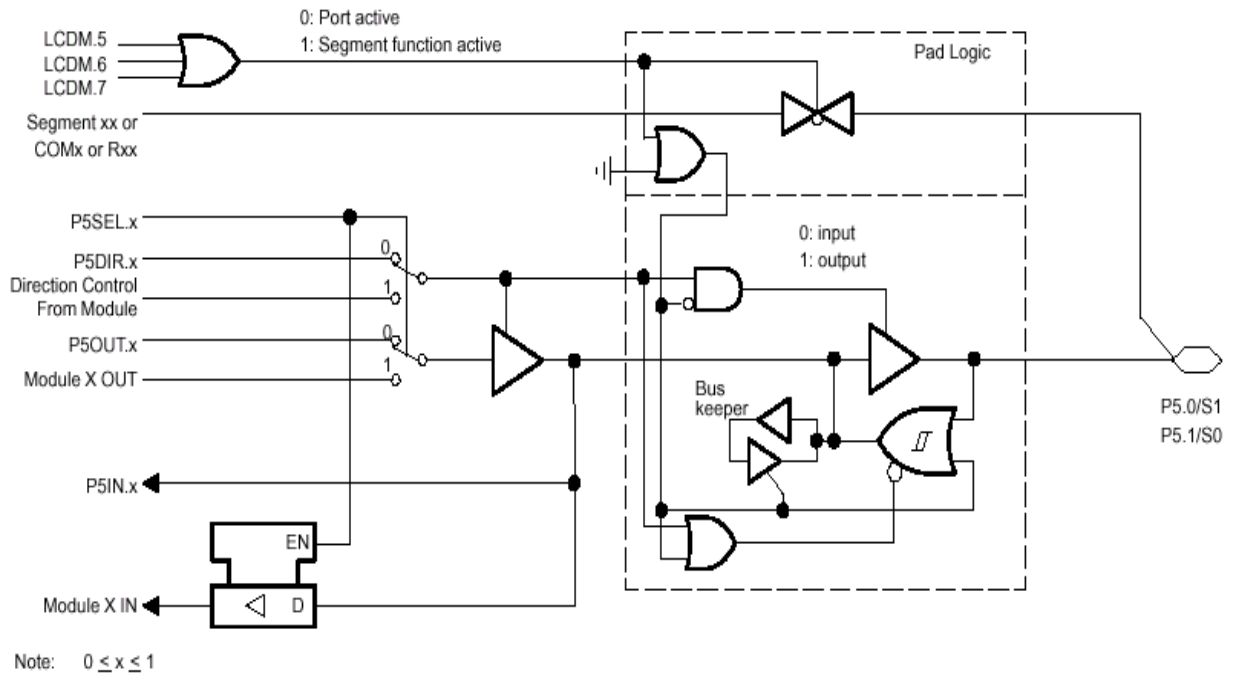 0: Port active
1: Segment function active
LCDM.5
LCDM.6
LCDM.7
Pad Logic
Segment xx or
COMx or Rxx
P5SEL.x
0: input
1: output
0
P5DIR.x
Direction Control
From Module
1
0
P5OUT.x
1
Module X OUT
Bus
keeper
P5.0/S1
P5.1/S0
P5IN.x
EN
Module X IN
D
Note: 0 ≤ x ≤ 1